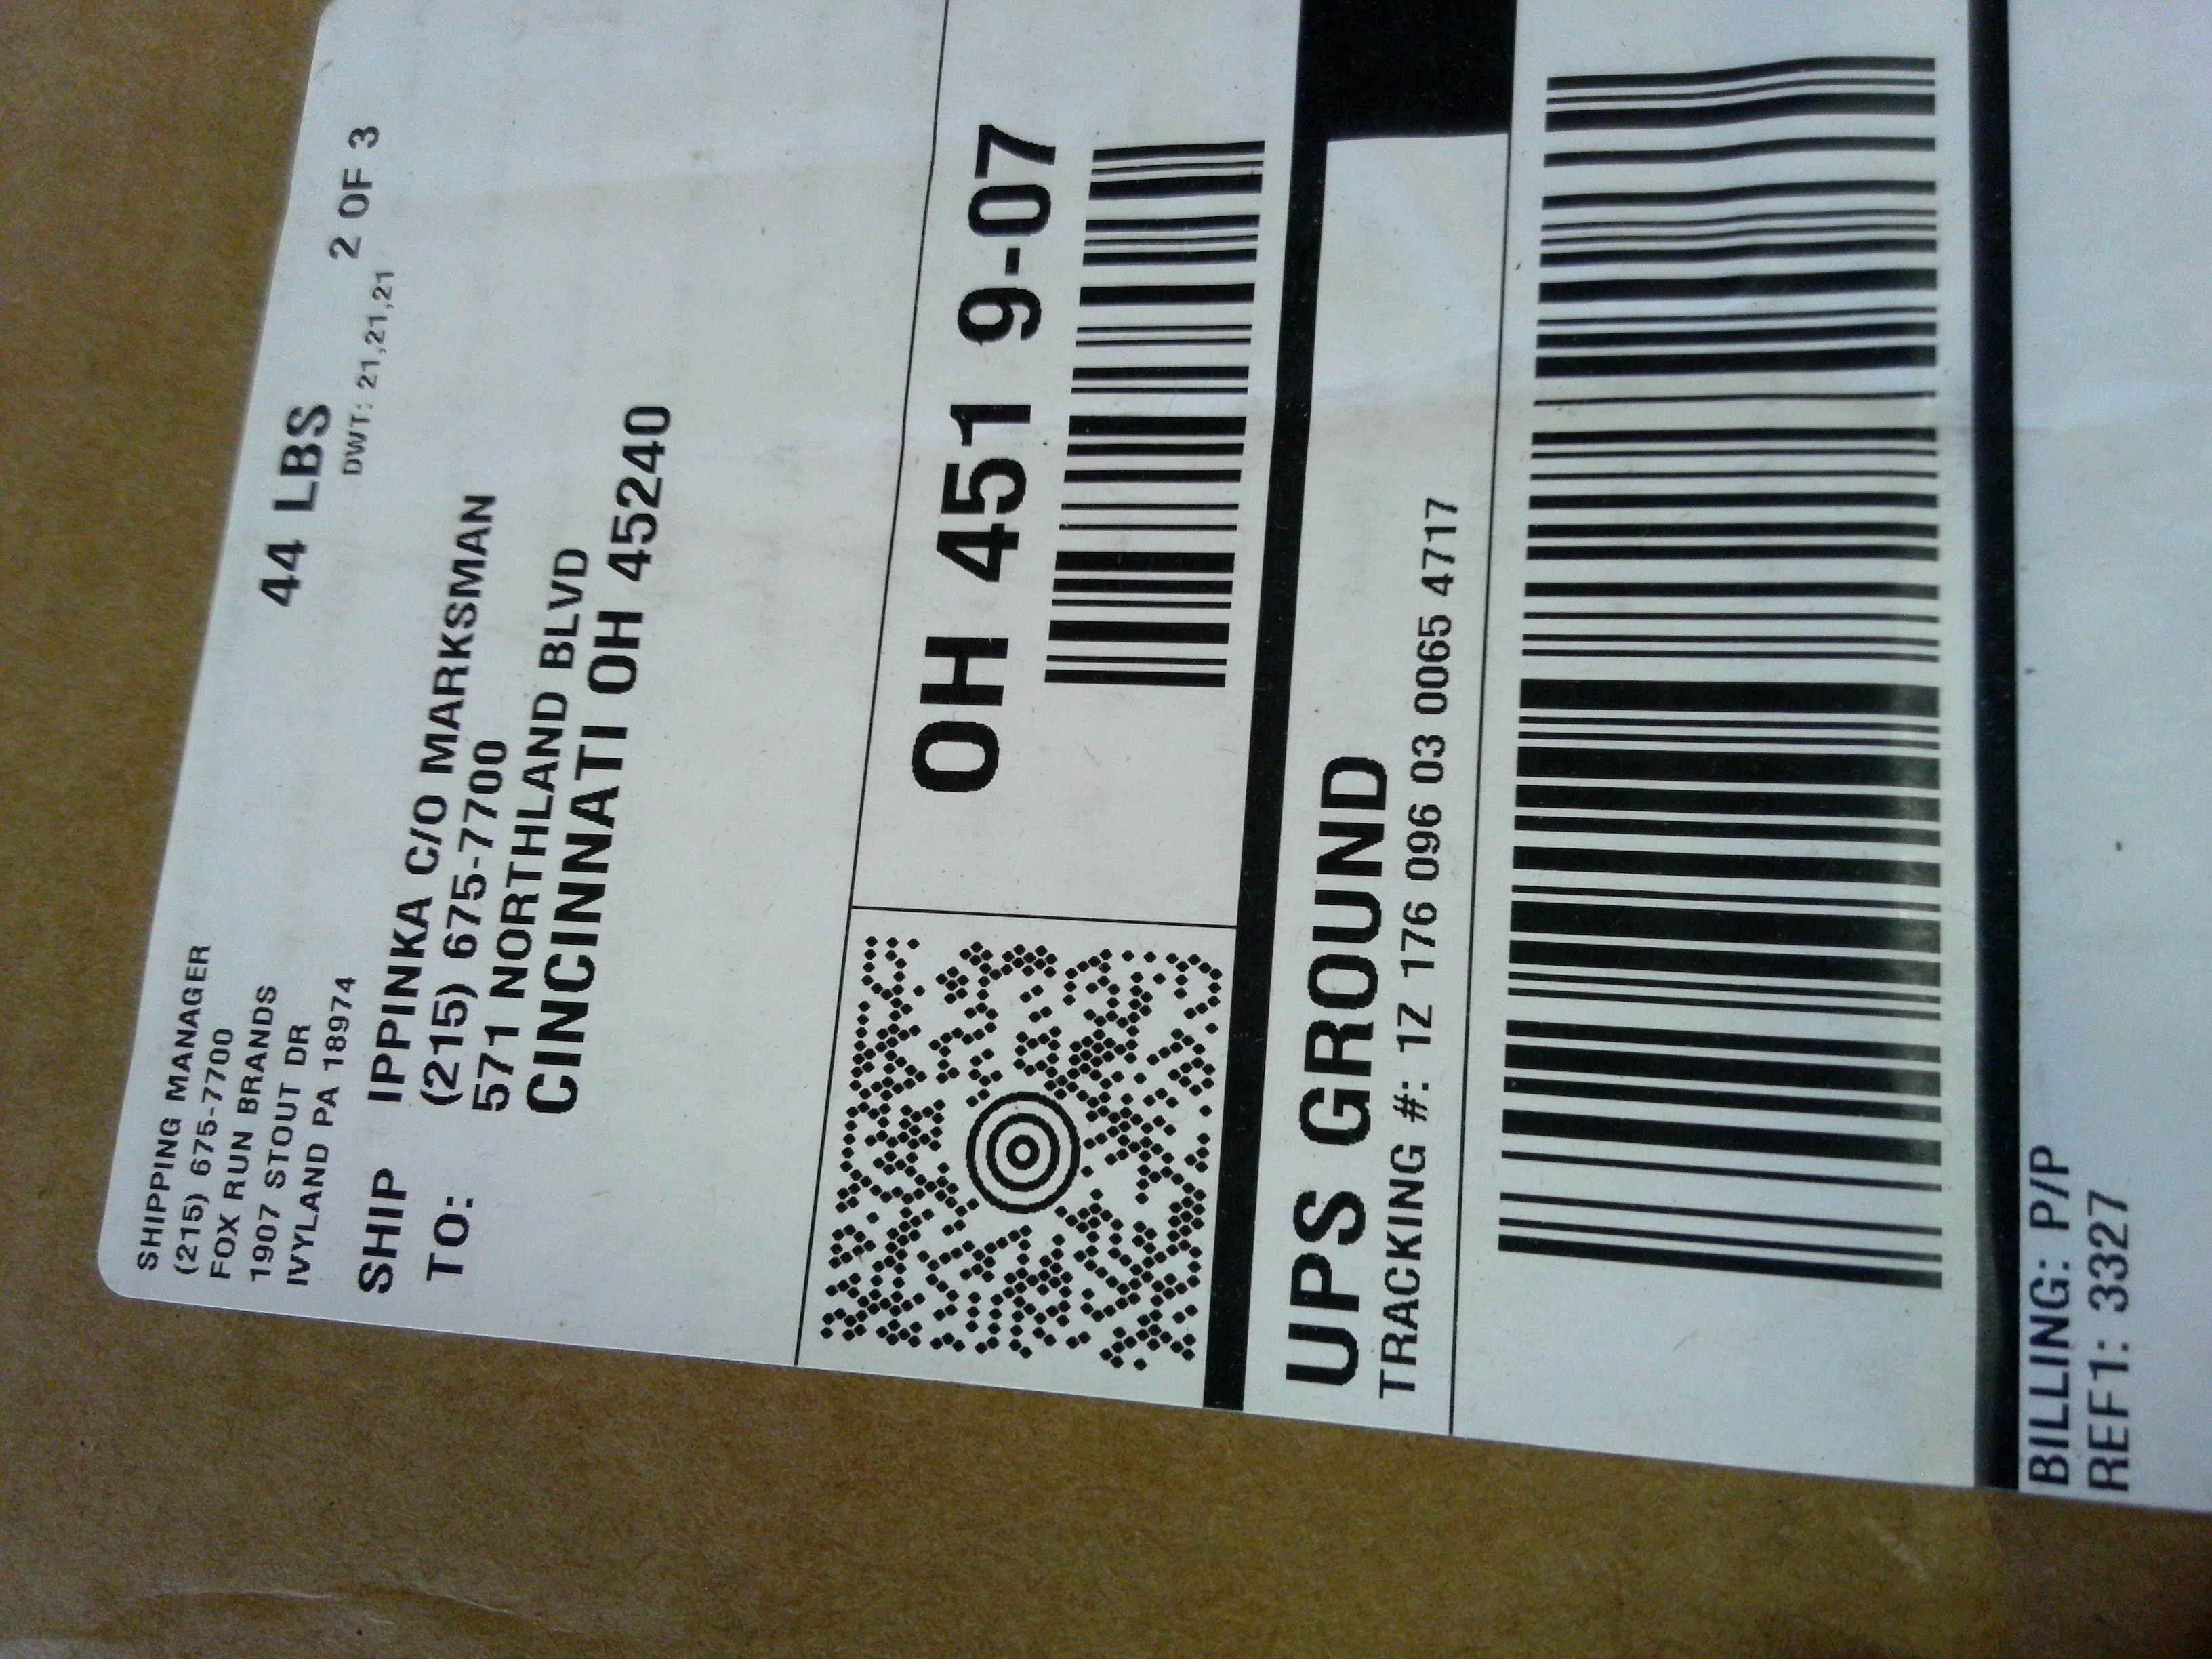 SHIPPING MANAGER
(215) 675-7700
FOX RUN BRANDS
1907 STOUT DR
IVYLAND PA 18974
44 LBS
2 OF 3
DWT: 21,21,21
SHIP TO:
IPPINKA C/O MARKSMAN
(215) 675-7700
571 NORTHLAND BLVD
CINCINNATI OH 45240
OH 451 9-07
UPS GROUND
TRACKING #: 1Z 176 096 03 0065 4717
BILLING: P/P
REF1: 3327